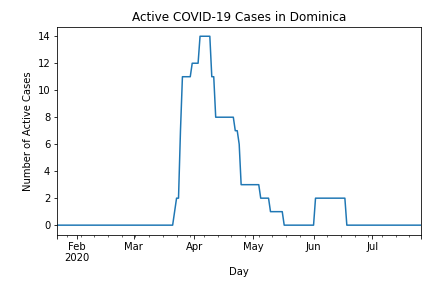 Active COVID-19 Cases in Dominica
Number of Active Cases
14
12
10
8
6
4
2
0
Feb Mar Apr May Jun Jul
2020
Day